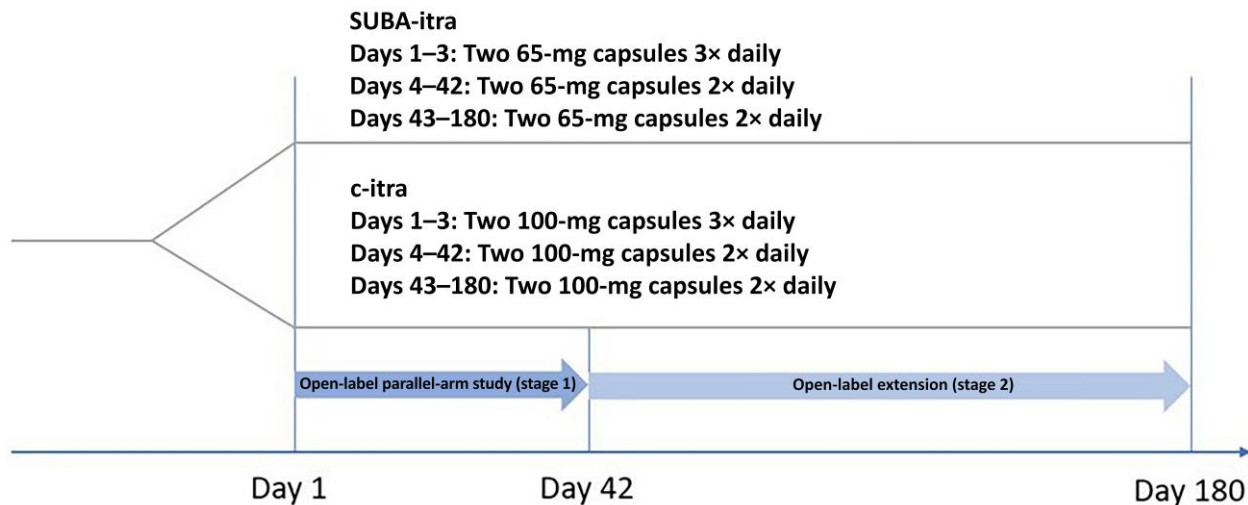 SUBA-itra
Days 1–3: Two 65-mg capsules 3× daily
Days 4–42: Two 65-mg capsules 2× daily
Days 43–180: Two 65-mg capsules 2× daily
c-itra
Days 1–3: Two 100-mg capsules 3× daily
Days 4–42: Two 100-mg capsules 2× daily
Days 43–180: Two 100-mg capsules 2× daily
Open-label parallel-arm study (stage 1)
Open-label extension (stage 2)
Day 1
Day 42
Day 180